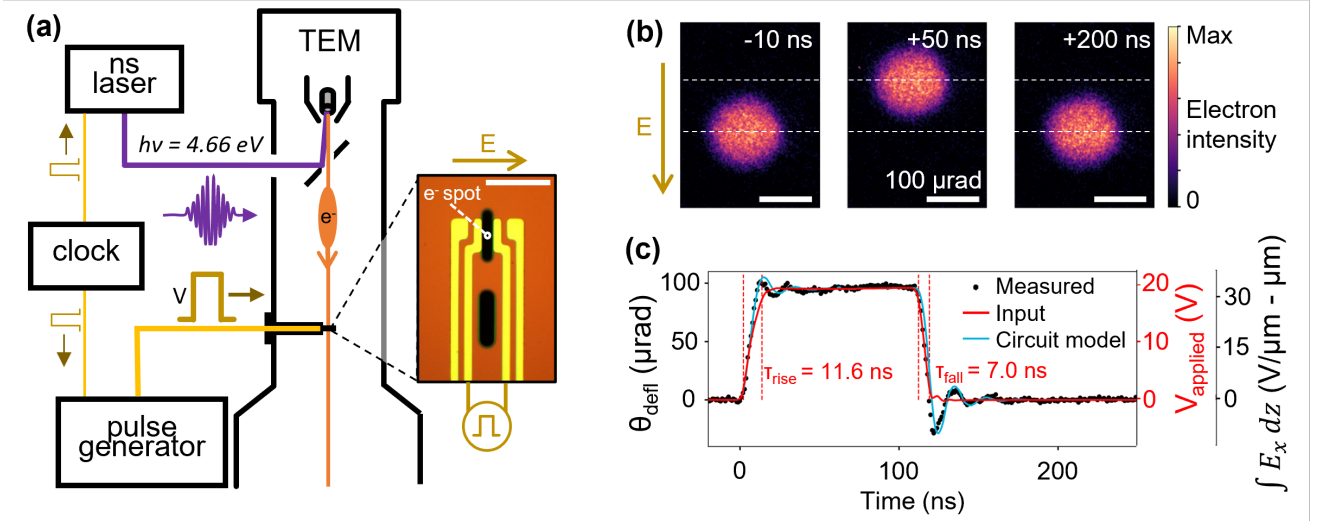 (a)
TEM
ns
laser
hν = 4.66 eV
E
e⁻ spot
e⁻
clock
V
pulse
generator
(b)
-10 ns
+50 ns
+200 ns
Max
E
Electron
intensity
100 μrad
0
(c)
100
50
0
θdefl (μrad)
Measured
Input
Circuit model
τrise = 11.6 ns
τfall = 7.0 ns
20
10
0
Vapplied (V)
30
15
0
∫ Ex dz (V/μm - μm)
0
100
200
Time (ns)